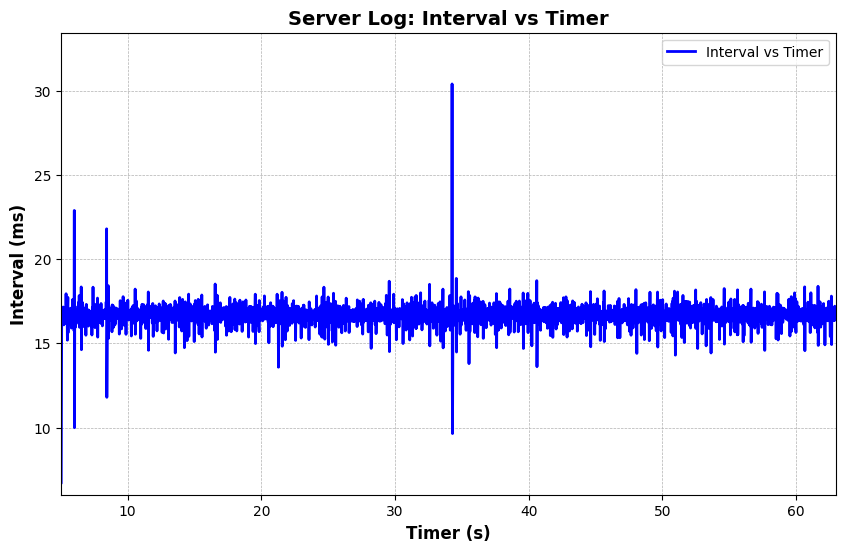 Server Log: Interval vs Timer
Interval vs Timer
30
25
20
15
10
Interval (ms)
10 20 30 40 50 60
Timer (s)